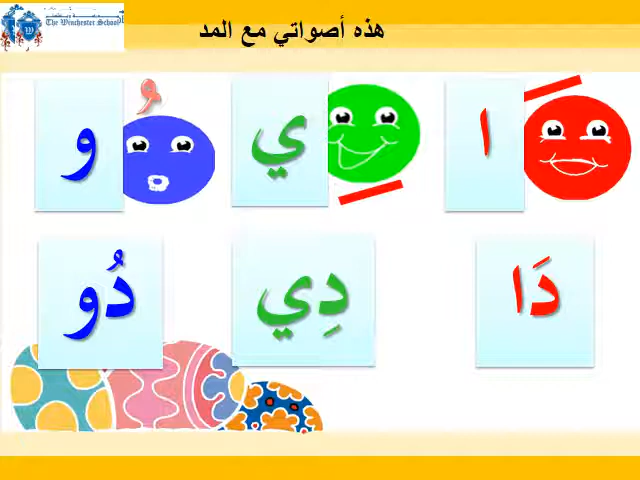 هذه أصواتي مع المد
The Winchester School
ا ي و
دَا دِي دُو